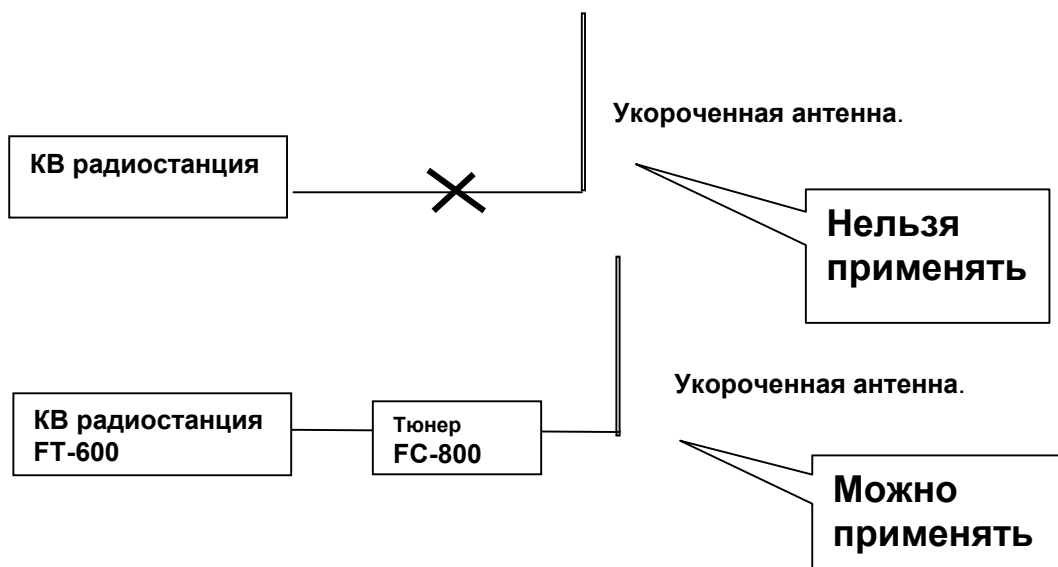 Укороченная антенна.
КВ радиостанция
Нельзя
применять
Укороченная антенна.
КВ радиостанция
FT-600
Тюнер
FC-800
Можно
применять